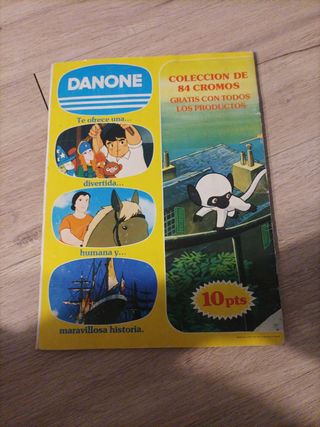 DANONE
Te ofrece una...
divertida...
humana y...
maravillosa historia.
COLECCION DE
84 CROMOS
GRATIS CON TODOS
LOS PRODUCTOS
10 pts